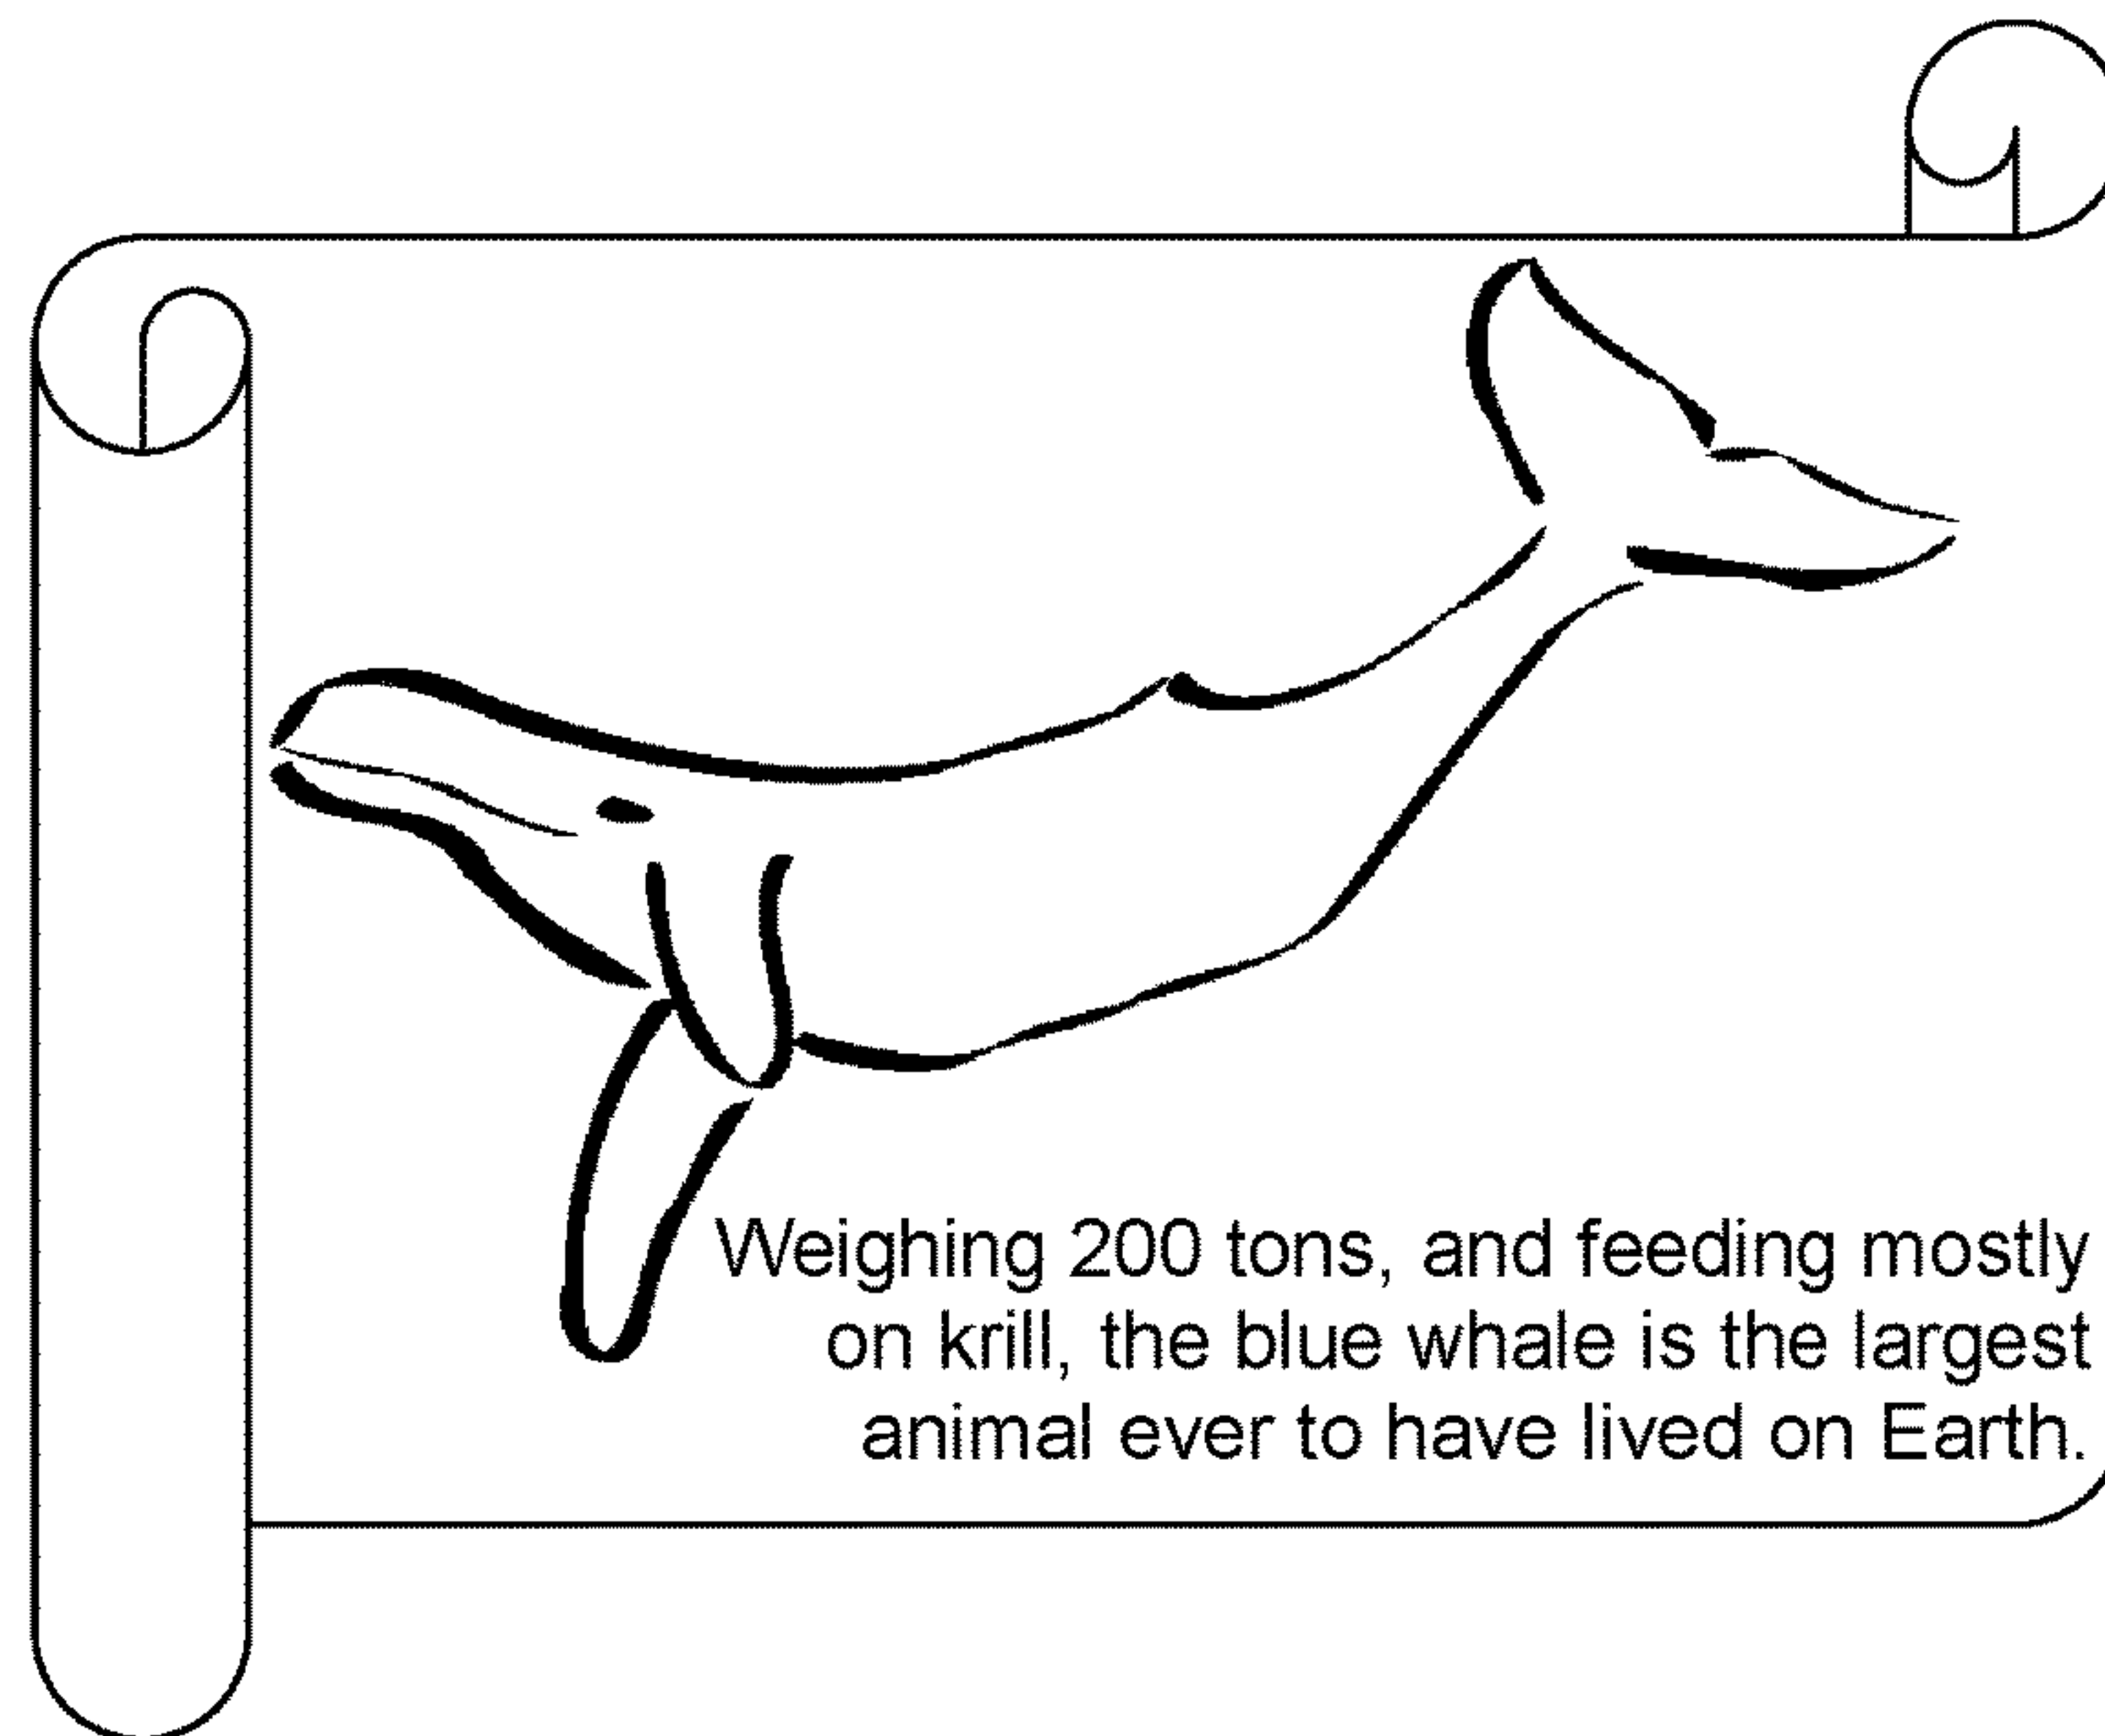 Weighing 200 tons, and feeding mostly
on krill, the blue whale is the largest
animal ever to have lived on Earth.